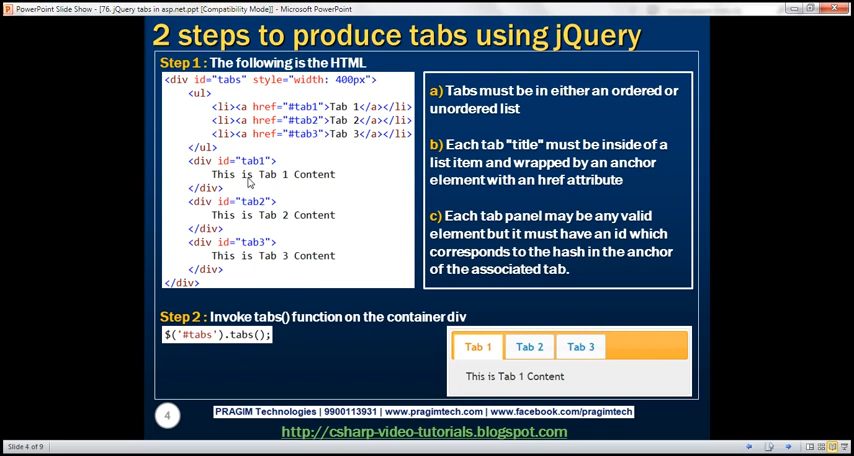 PowerPoint Slide Show - [76. jQuery tabs in asp.net.ppt [Compatibility Mode]] - Microsoft PowerPoint
2 steps to produce tabs using jQuery
Step 1 : The following is the HTML
<div id="tabs" style="width: 400px">
<ul>
<li><a href="#tab1">Tab 1</a></li>
<li><a href="#tab2">Tab 2</a></li>
<li><a href="#tab3">Tab 3</a></li>
</ul>
<div id="tab1">
This is Tab 1 Content
</div>
<div id="tab2">
This is Tab 2 Content
</div>
<div id="tab3">
This is Tab 3 Content
</div>
</div>
a) Tabs must be in either an ordered or
unordered list
b) Each tab "title" must be inside of a
list item and wrapped by an anchor
element with an href attribute
c) Each tab panel may be any valid
element but it must have an id which
corresponds to the hash in the anchor
of the associated tab.
Step 2 : Invoke tabs() function on the container div
$('#tabs').tabs();
Tab 1 Tab 2 Tab 3
This is Tab 1 Content
4
PRAGIM Technologies | 9900113931 | www.pragimtech.com | www.facebook.com/pragimtech
http://csharp-video-tutorials.blogspot.com
Slide 4 of 9